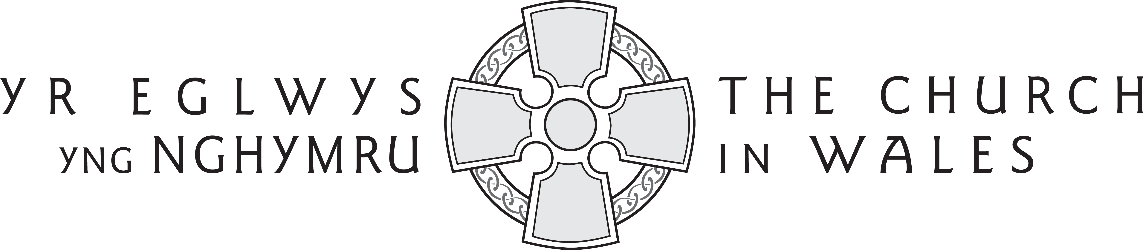 YR EGLWYS
YNG NGHYMRU
THE CHURCH
IN WALES